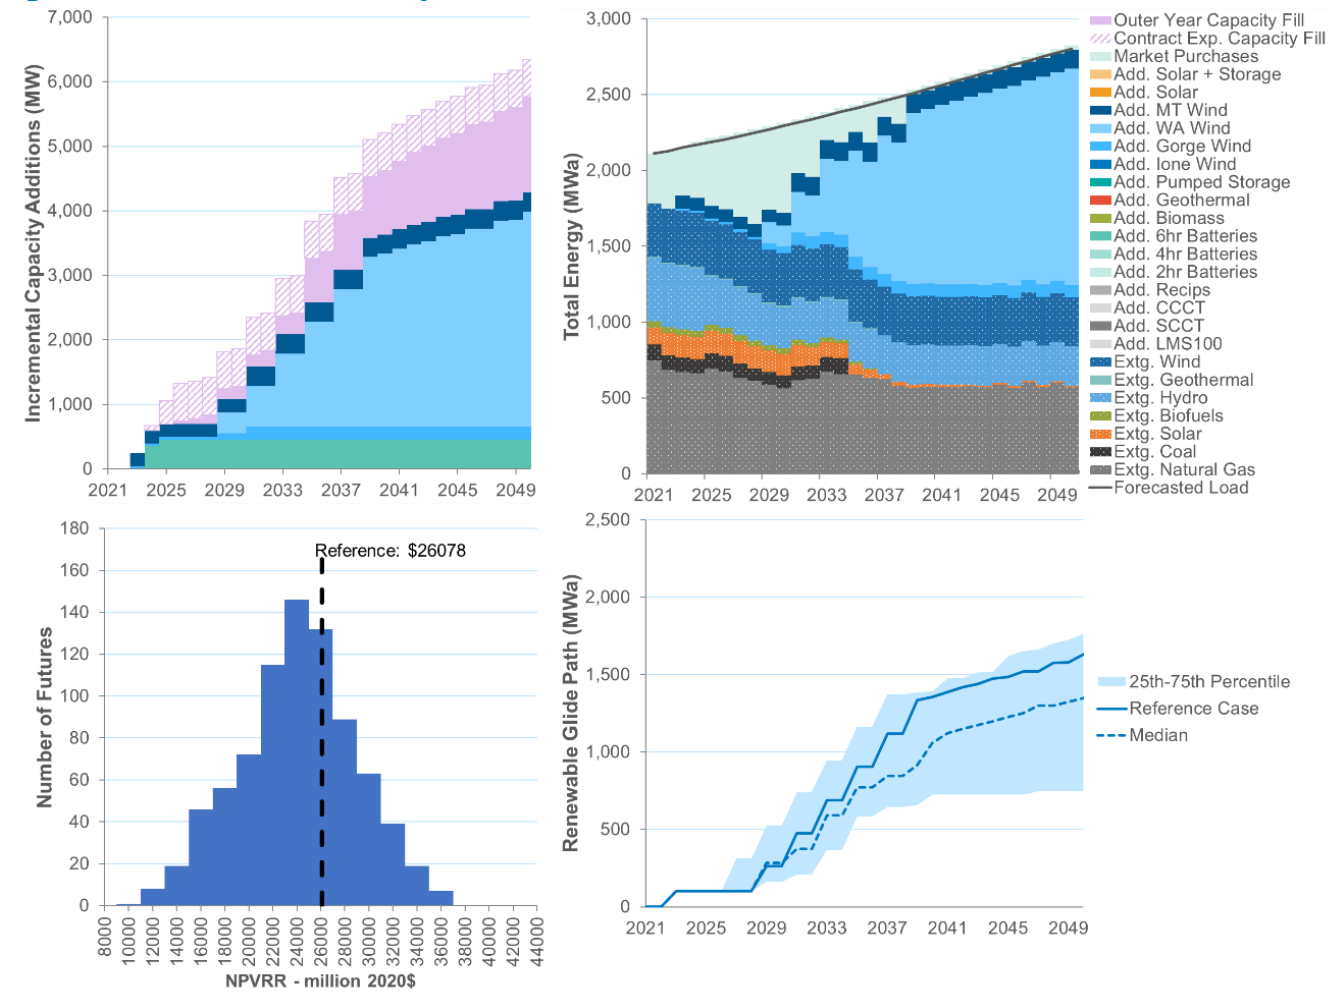 7,000
6,000
5,000
4,000
3,000
2,000
1,000
0
Incremental Capacity Additions (MW)
2021 2025 2029 2033 2037 2041 2045 2049
3,000
2,500
2,000
1,500
1,000
500
0
Total Energy (MWa)
2021 2025 2029 2033 2037 2041 2045 2049
Outer Year Capacity Fill
Contract Exp. Capacity Fill
Market Purchases
Add. Solar + Storage
Add. Solar
Add. MT Wind
Add. WA Wind
Add. Gorge Wind
Add. Ione Wind
Add. Pumped Storage
Add. Geothermal
Add. Biomass
Add. 6hr Batteries
Add. 4hr Batteries
Add. 2hr Batteries
Add. Recips
Add. CCCT
Add. SCCT
Add. LMS100
Extg. Wind
Extg. Geothermal
Extg. Hydro
Extg. Biofuels
Extg. Solar
Extg. Coal
Extg. Natural Gas
Forecasted Load
180
160
140
120
100
80
60
40
20
0
Number of Futures
Reference: $26078
8000 10000 12000 14000 16000 18000 20000 22000 24000 26000 28000 30000 32000 34000 36000 38000 40000 42000 44000
NPVRR - million 2020$
2,500
2,000
1,500
1,000
500
0
Renewable Glide Path (MWa)
2021 2025 2029 2033 2037 2041 2045 2049
25th-75th Percentile
Reference Case
Median